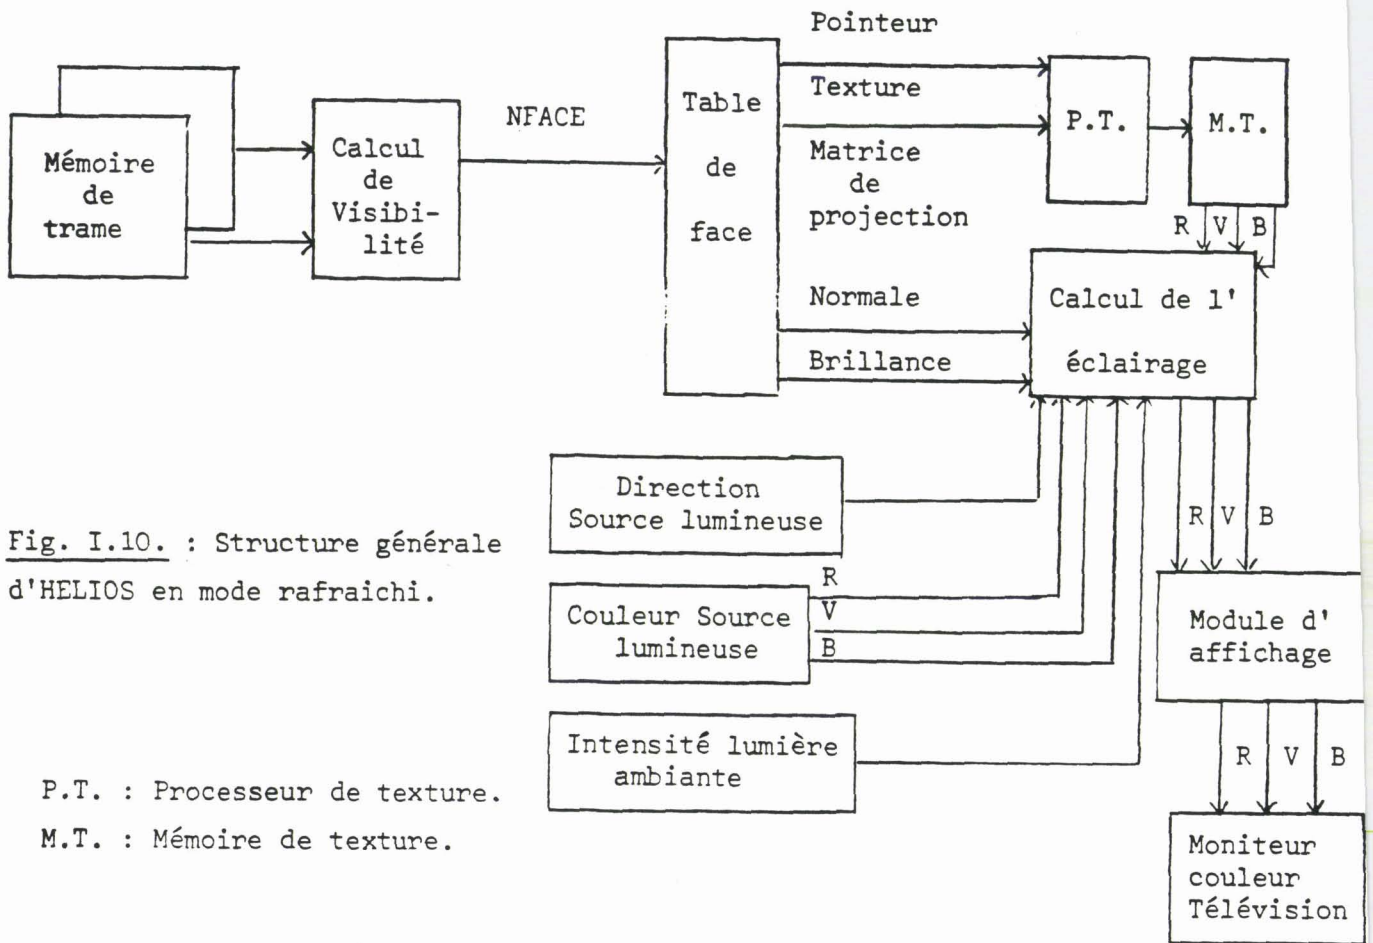 Pointeur
Texture
Matrice
de
projection
Normale
Brillance
Mémoire
de
trame
Calcul
de
Visibi-
lité
NFACE
Table
de
face
P.T.
M.T.
R V B
Calcul de l'
éclairage
Direction
Source lumineuse
Couleur Source
lumineuse
R
V
B
Intensité lumière
ambiante
R V B
Module d'
affichage
R V B
Moniteur
couleur
Télévision
Fig. I.10. : Structure générale
d'HELIOS en mode rafraichi.
P.T. : Processeur de texture.
M.T. : Mémoire de texture.